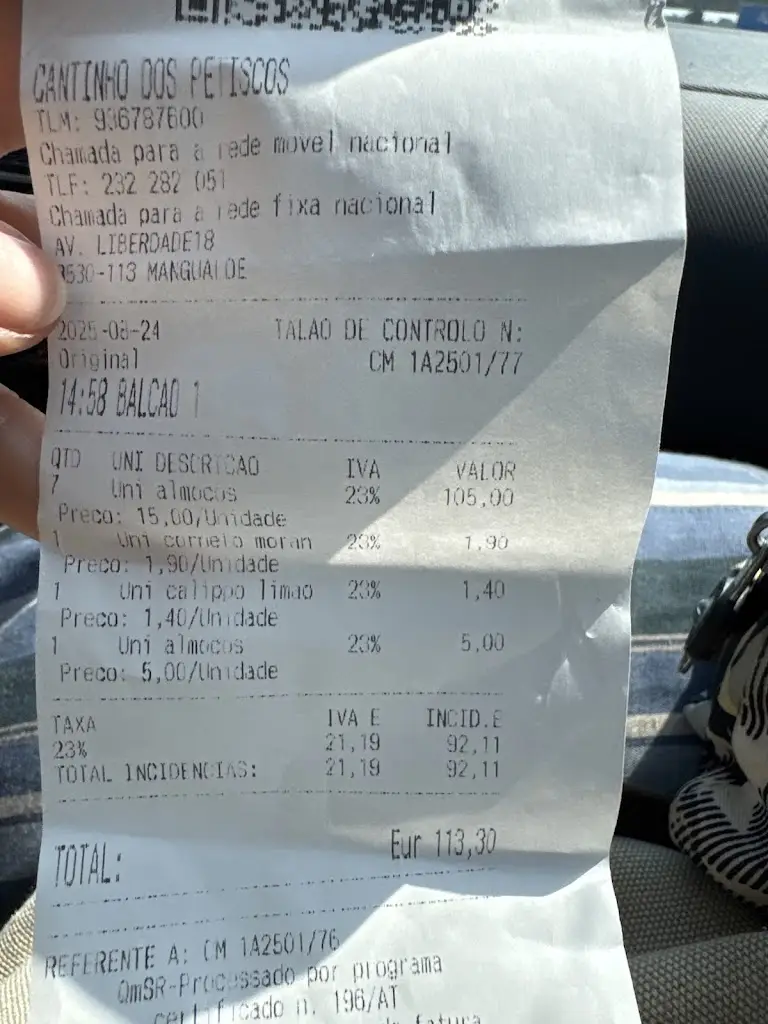 CANTINHO DOS PETISCOS
TLM: 936787600
Chamada para a rede movel nacional
TLF: 232 282 051
Chamada para a rede fixa nacional
AV. LIBERDADE18
3530-113 MANGUALDE
2025-08-24 TALAO DE CONTROLO N:
Original CM 1A2501/77
14:58 BALCAO 1
QTD UNI DESCRICAO IVA VALOR
7 Uni almocos 23% 105,00
Preco: 15,00/Unidade
1 Uni corneto moran 23% 1,90
Preco: 1,90/Unidade
1 Uni calippo limao 23% 1,40
Preco: 1,40/Unidade
1 Uni almocos 23% 5,00
Preco: 5,00/Unidade
TAXA IVA E INCID.E
23% 21,19 92,11
TOTAL INCIDENCIAS: 21,19 92,11
TOTAL: Eur 113,30
REFERENTE A: CM 1A2501/76
QmSR-Processado por programa
certificado n. 196/AT
fatura